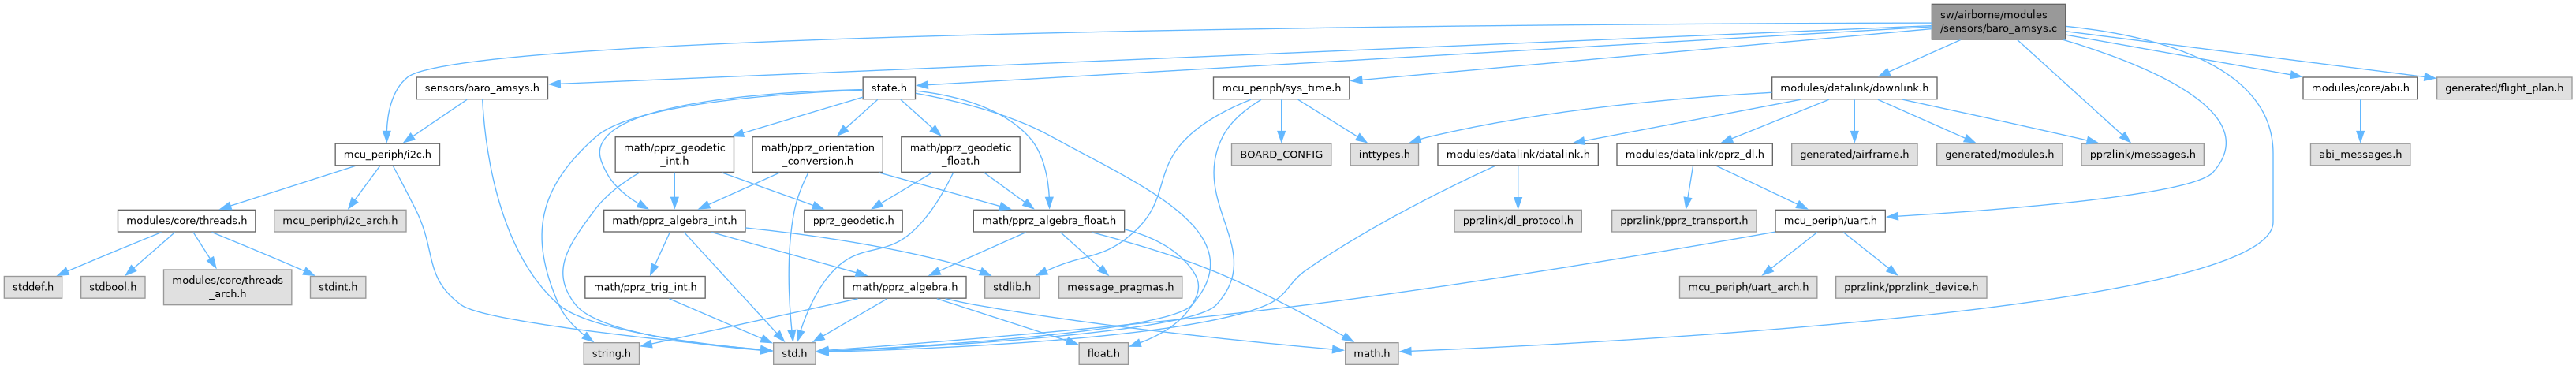 sw/airborne/modules
/sensors/baro_amsys.c
sensors/baro_amsys.h
state.h
mcu_periph/sys_time.h
modules/datalink/downlink.h
modules/core/abi.h
generated/flight_plan.h
mcu_periph/i2c.h
math/pprz_geodetic
_int.h
math/pprz_orientation
_conversion.h
math/pprz_geodetic
_float.h
BOARD_CONFIG
inttypes.h
modules/datalink/datalink.h
modules/datalink/pprz_dl.h
generated/airframe.h
generated/modules.h
pprzlink/messages.h
abi_messages.h
modules/core/threads.h
mcu_periph/i2c_arch.h
math/pprz_algebra_int.h
pprz_geodetic.h
math/pprz_algebra_float.h
pprzlink/dl_protocol.h
pprzlink/pprz_transport.h
mcu_periph/uart.h
stddef.h
stdbool.h
modules/core/threads
_arch.h
stdint.h
math/pprz_trig_int.h
math/pprz_algebra.h
stdlib.h
message_pragmas.h
mcu_periph/uart_arch.h
pprzlink/pprzlink_device.h
string.h
std.h
float.h
math.h